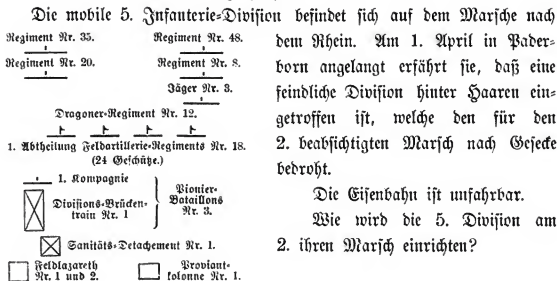 Die mobile 5. Infanterie-Division befindet sich auf dem Marsche nach
dem Rhein. Am 1. April in Pader-
born angelangt erfährt sie, daß eine
feindliche Division hinter Haaren ein-
getroffen ist, welche den für den
2. beabsichtigten Marsch nach Geseke
bedroht.
Die Eisenbahn ist unfahrbar.
Wie wird die 5. Division am
2. ihren Marsch einrichten?
Regiment Nr. 35. Regiment Nr. 48.
Regiment Nr. 20. Regiment Nr. 8.
Jäger Nr. 3.
Dragoner-Regiment Nr. 12.
1. Abtheilung Feldartillerie-Regiments Nr. 18.
(24 Geschütze.)
1. Kompagnie
Divisions-Brücken-
train Nr. 1
Pionier-
Bataillons
Nr. 3.
Sanitäts-Detachement Nr. 1.
Feldlazareth
Nr. 1 und 2.
Proviant-
kolonne Nr. 1.